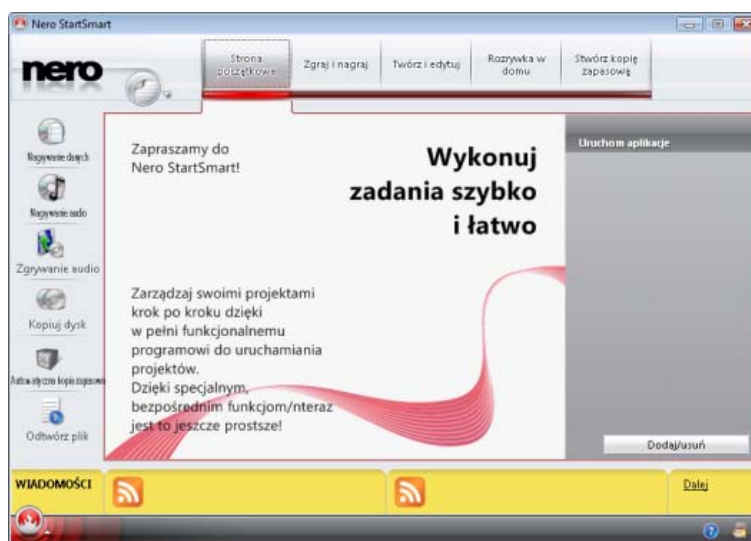 Nero StartSmart
nero
Strona
początkowa
Zgraj i nagraj
Twórz i edytuj
Rozrywka w
domu
Stwórz kopię
zapasową
Nagrywanie danych
Nagrywanie audio
Zgrywanie audio
Kopiuj dysk
Automatyczna kopia zapasowa
Odtwórz plik
Zapraszamy do
Nero StartSmart!
Wykonuj
zadania szybko
i łatwo
Zarządzaj swoimi projektami
krok po kroku dzięki
w pełni funkcjonalnemu
programowi do uruchamiania
projektów.
Dzięki specjalnym,
bezpośrednim funkcjom/nteraz
jest to jeszcze prostsze!
Uruchom aplikacje
Dodaj/usuń
WIADOMOŚCI
Dalej